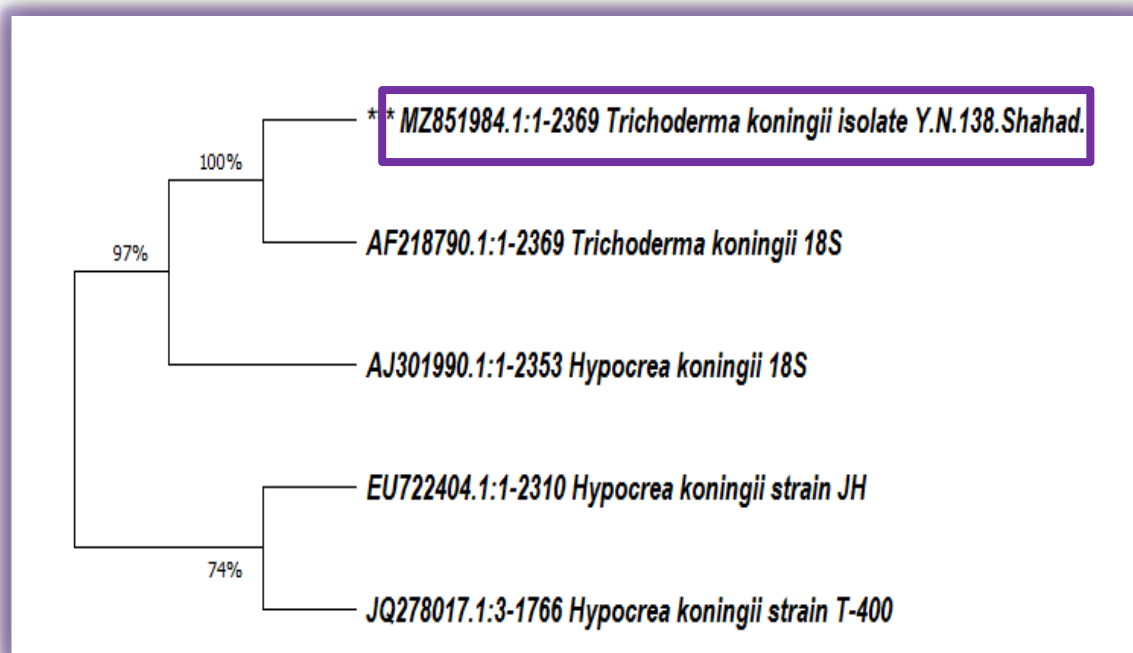 *** MZ851984.1:1-2369 Trichoderma koningii isolate Y.N.138.Shahad.
100%
AF218790.1:1-2369 Trichoderma koningii 18S
97%
AJ301990.1:1-2353 Hypocrea koningii 18S
EU722404.1:1-2310 Hypocrea koningii strain JH
74%
JQ278017.1:3-1766 Hypocrea koningii strain T-400